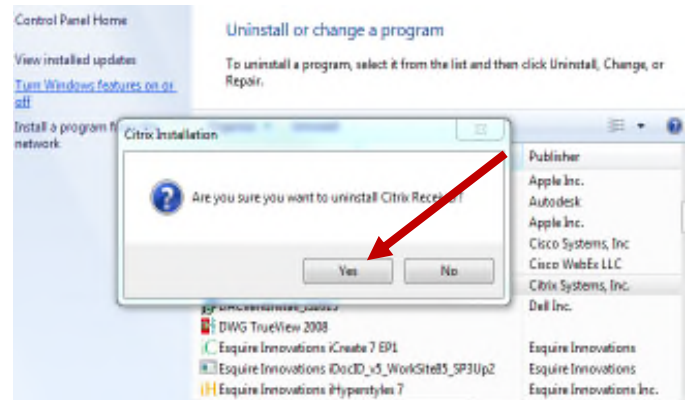 Control Panel Home
Uninstall or change a program
View installed updates
To uninstall a program, select it from the list and then click Uninstall, Change, or
Repair.
Turn Windows features on or
off
Install a program
network
Citrix Installation
Publisher
Are you sure you want to uninstall Citrix Receiver?
Apple Inc.
Autodesk
Apple Inc.
Cisco Systems, Inc
Cisco WebEx LLC
Yes No
Citrix Systems, Inc.
Dell Inc.
DWG TrueView 2008
Esquire Innovations iCreate 7 EP1 Esquire Innovations
Esquire Innovations iDocID_v5_WorkSite85_SP3Up2 Esquire Innovations
Esquire Innovations iHyperstyles 7 Esquire Innovations Inc.